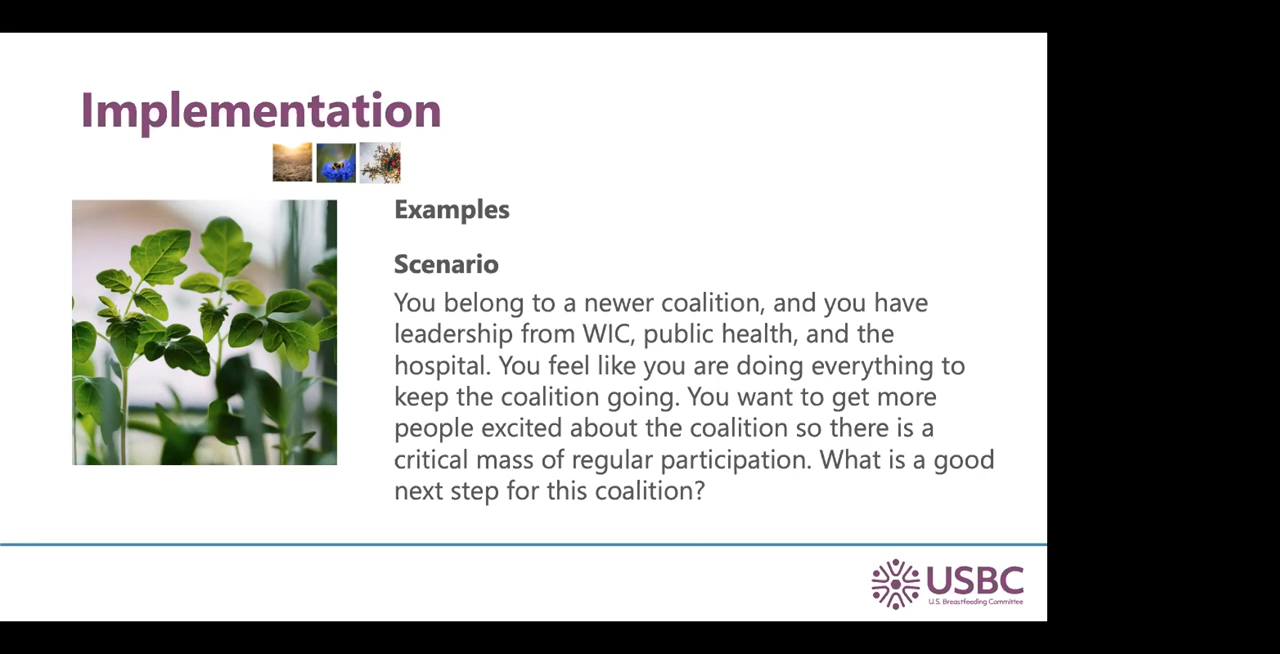 Implementation
Examples
Scenario
You belong to a newer coalition, and you have
leadership from WIC, public health, and the
hospital. You feel like you are doing everything to
keep the coalition going. You want to get more
people excited about the coalition so there is a
critical mass of regular participation. What is a good
next step for this coalition?
USBC
U.S. Breastfeeding Committee